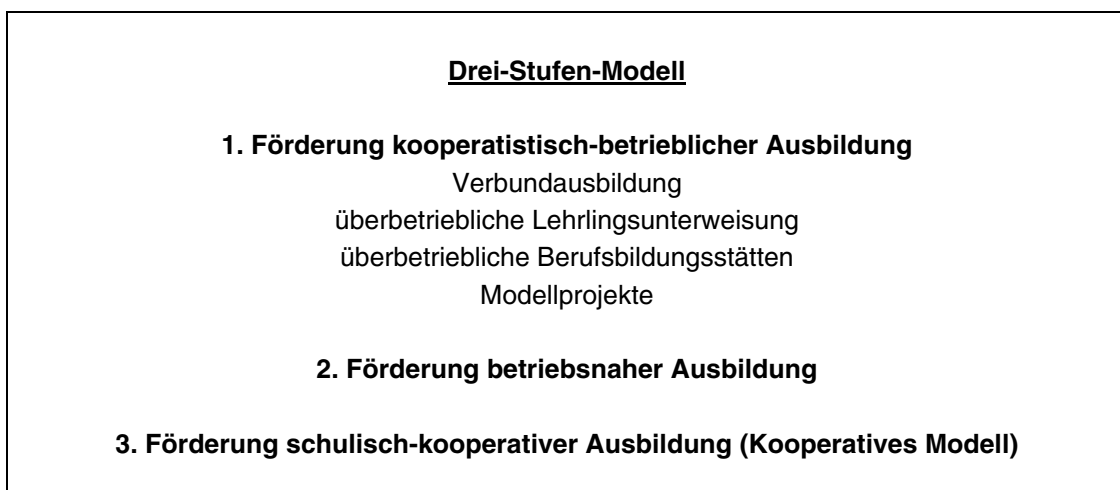 Drei-Stufen-Modell
1. Förderung kooperatistisch-betrieblicher Ausbildung
Verbundausbildung
überbetriebliche Lehrlingsunterweisung
überbetriebliche Berufsbildungsstätten
Modellprojekte
2. Förderung betriebsnaher Ausbildung
3. Förderung schulisch-kooperativer Ausbildung (Kooperatives Modell)